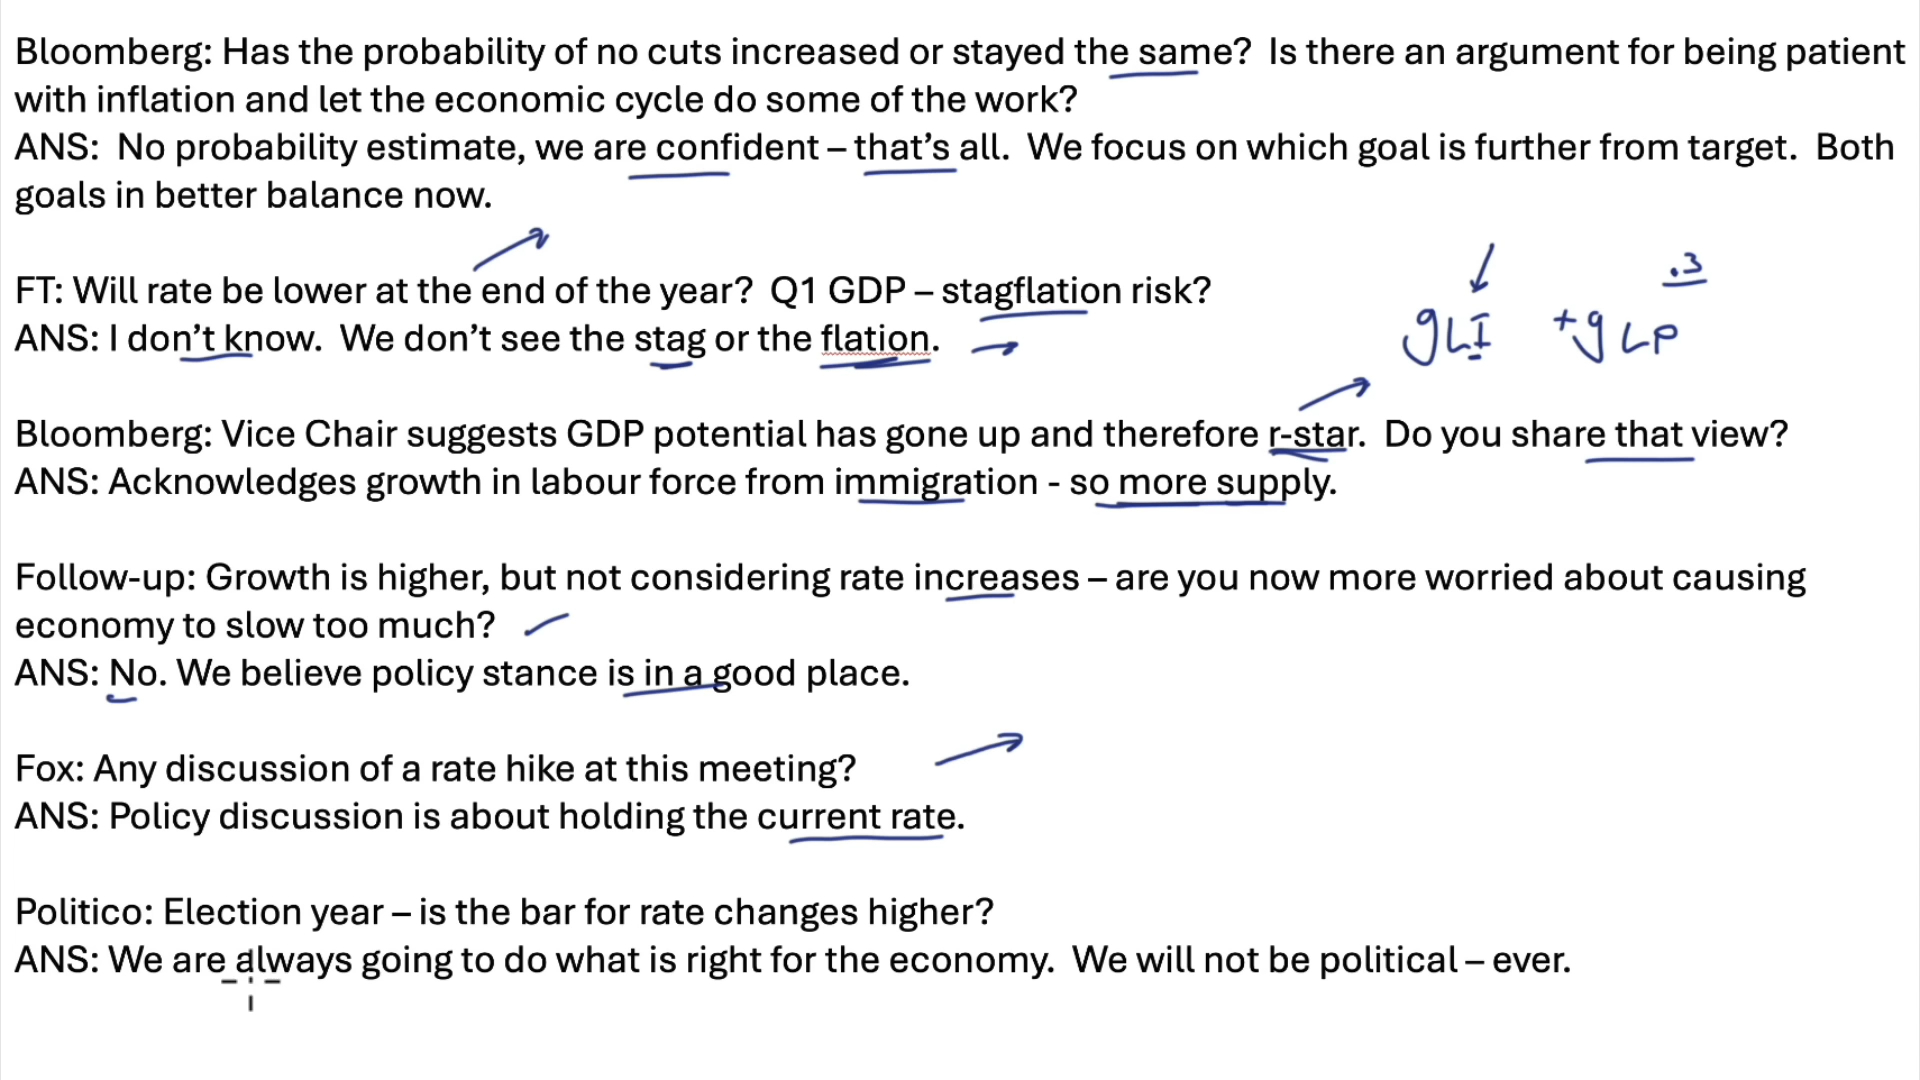 Bloomberg: Has the probability of no cuts increased or stayed the same?  Is there an argument for being patient
with inflation and let the economic cycle do some of the work?
ANS:  No probability estimate, we are confident – that’s all.  We focus on which goal is further from target.  Both
goals in better balance now.
FT: Will rate be lower at the end of the year?  Q1 GDP – stagflation risk?
.3
ANS: I don’t know.  We don’t see the stag or the flation.
gLI + gLP
Bloomberg: Vice Chair suggests GDP potential has gone up and therefore r-star.  Do you share that view?
ANS: Acknowledges growth in labour force from immigration - so more supply.
Follow-up: Growth is higher, but not considering rate increases – are you now more worried about causing
economy to slow too much?
ANS: No. We believe policy stance is in a good place.
Fox: Any discussion of a rate hike at this meeting?
ANS: Policy discussion is about holding the current rate.
Politico: Election year – is the bar for rate changes higher?
ANS: We are always going to do what is right for the economy.  We will not be political – ever.